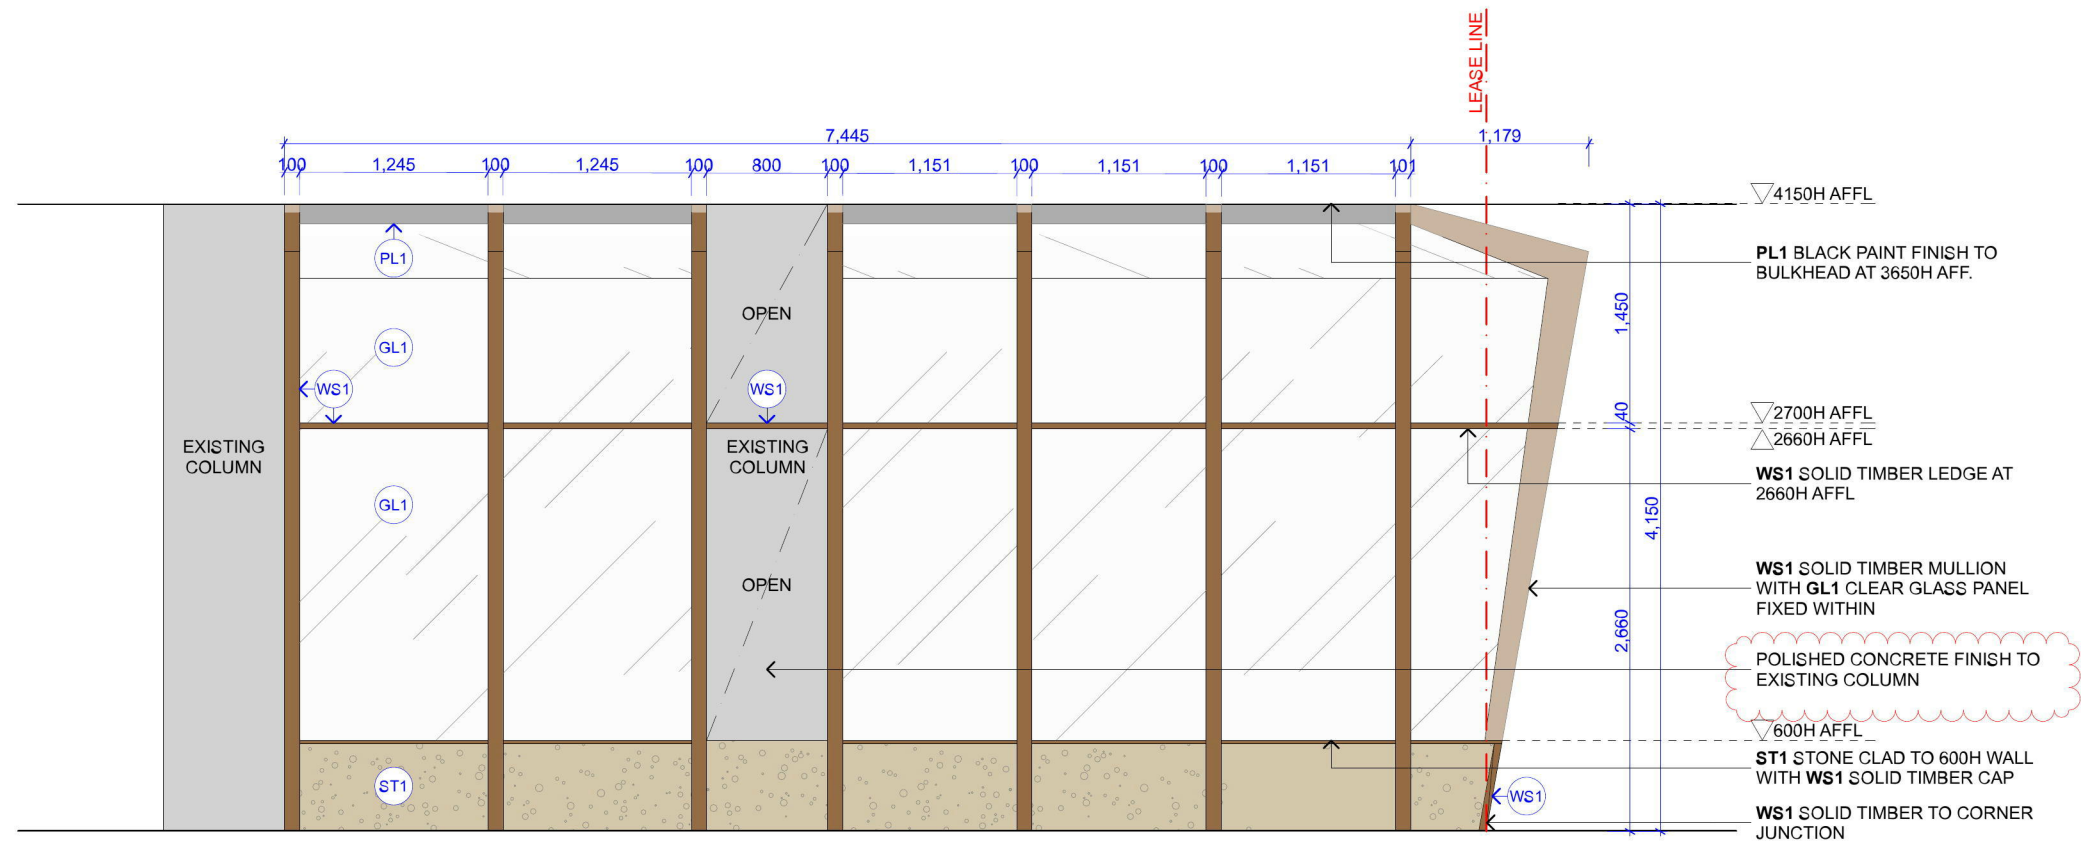 LEASE LINE
7,445
1,179
100
1,245
100
1,245
100
800
100
1,151
100
1,151
100
1,151
101
4150H AFFL
PL1
PL1 BLACK PAINT FINISH TO
BULKHEAD AT 3650H AFF.
OPEN
1,450
GL1
WS1
WS1
40
2700H AFFL
2660H AFFL
EXISTING
COLUMN
EXISTING
COLUMN
WS1 SOLID TIMBER LEDGE AT
2660H AFFL
GL1
4,150
OPEN
WS1 SOLID TIMBER MULLION
WITH GL1 CLEAR GLASS PANEL
FIXED WITHIN
2,660
POLISHED CONCRETE FINISH TO
EXISTING COLUMN
600H AFFL
ST1 STONE CLAD TO 600H WALL
WITH WS1 SOLID TIMBER CAP
ST1
WS1
WS1 SOLID TIMBER TO CORNER
JUNCTION